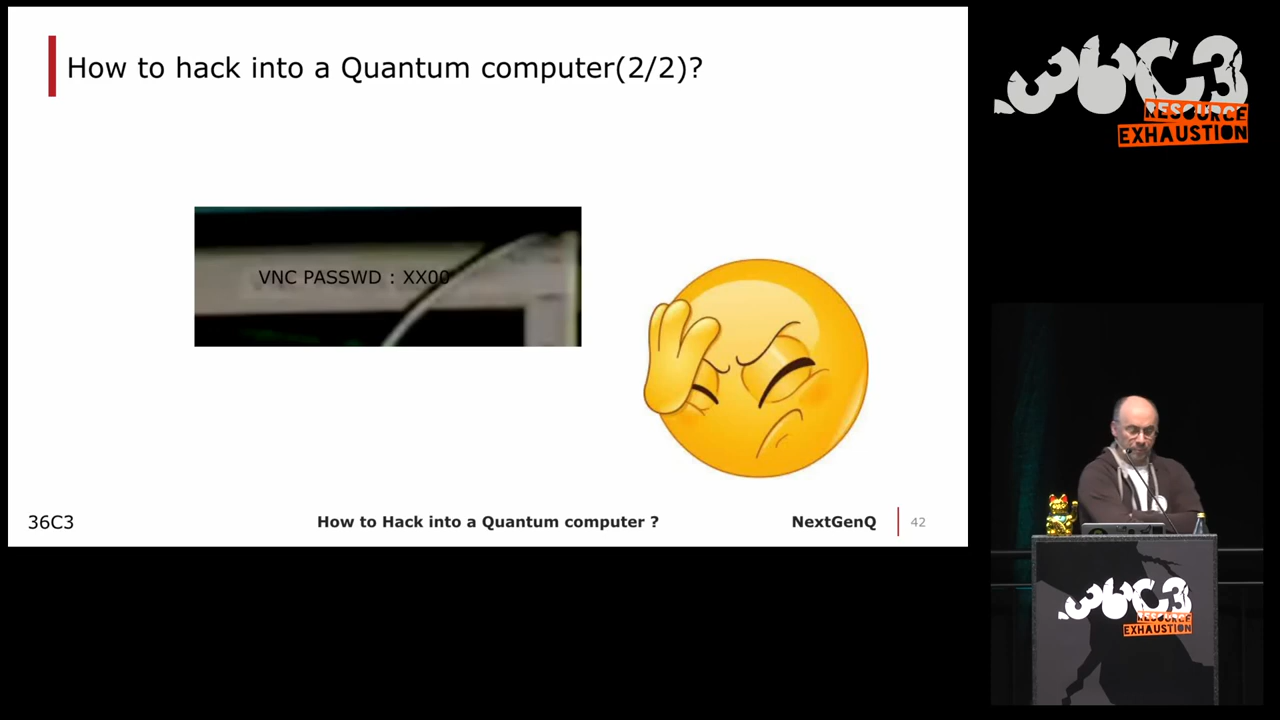 How to hack into a Quantum computer(2/2)?
VNC PASSWD : XX00
36C3
How to Hack into a Quantum computer ?
NextGenQ
42
36C3
RESOURCE
EXHAUSTION
36C3
RESOURCE
EXHAUSTION